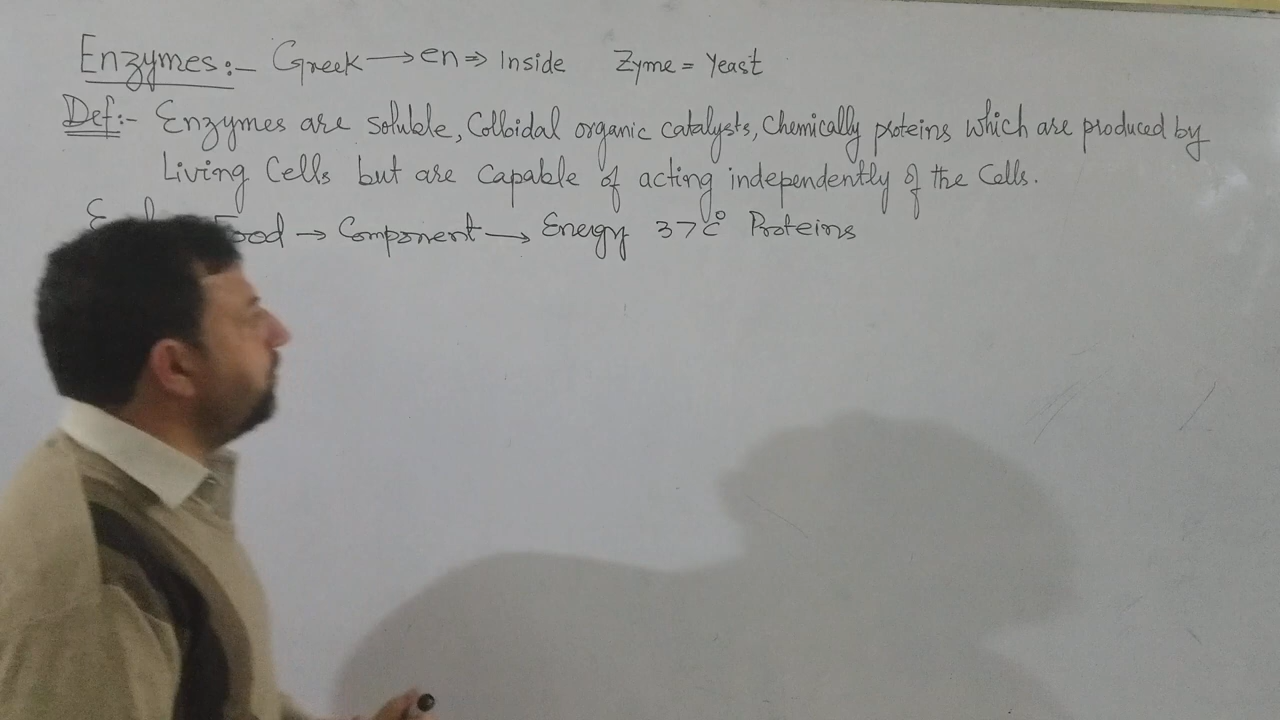 Enzymes:- Greek → en ⇒ Inside Zyme = Yeast
Def:- Enzymes are soluble, Colloidal organic catalysts, Chemically proteins which are produced by
Living Cells but are capable of acting independently of the Cells.
Food → Component → Energy 37C° Proteins